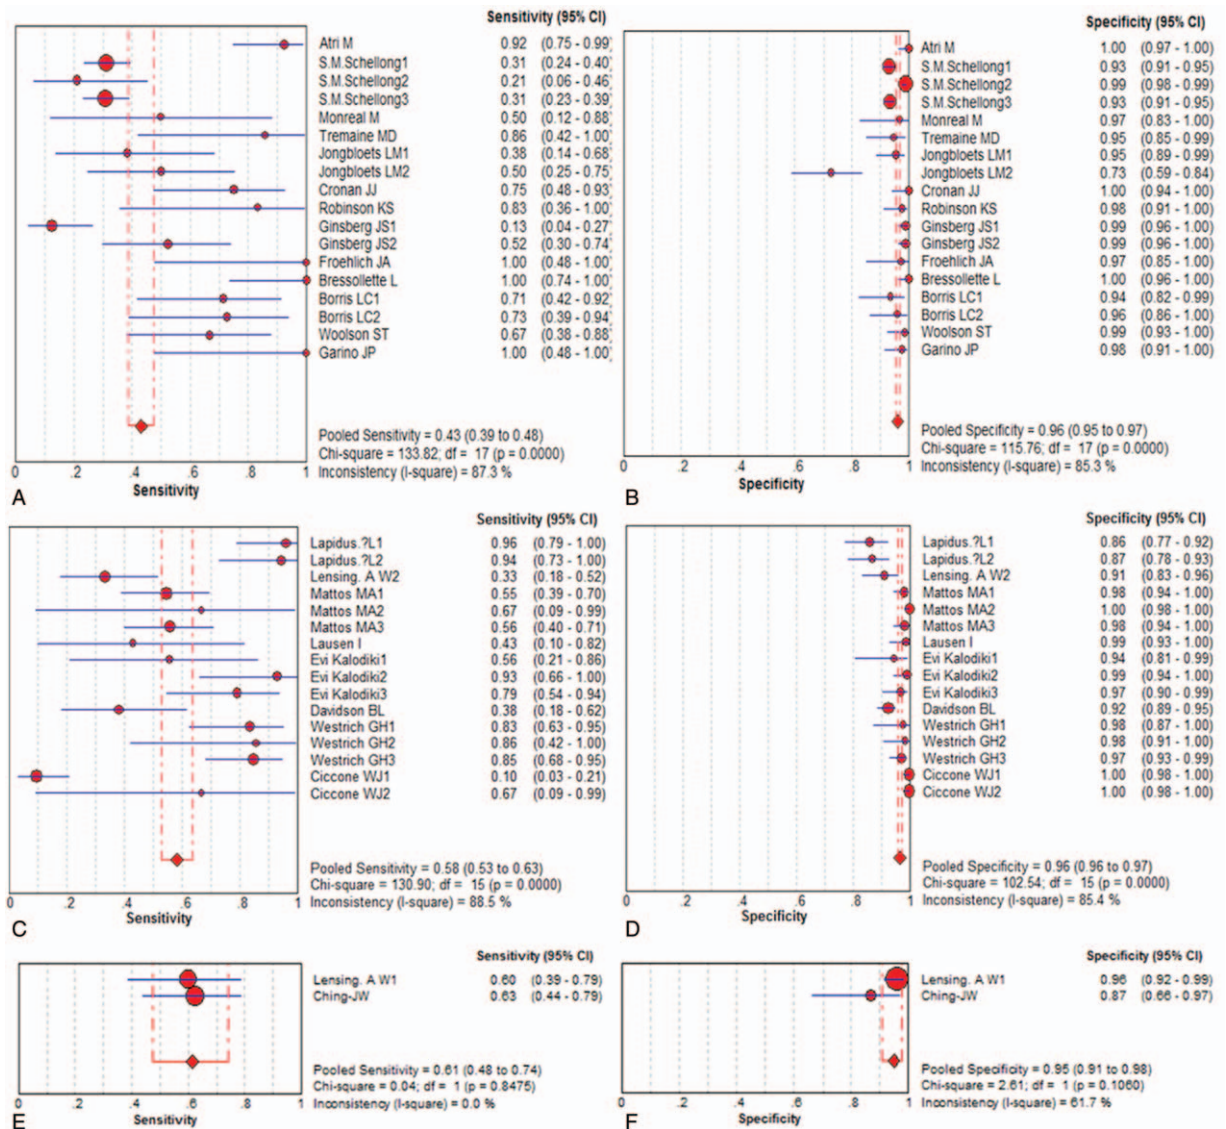 Sensitivity (95% CI)
Atri M 0.92 (0.75 - 0.99)
S.M.Schellong1 0.31 (0.24 - 0.40)
S.M.Schellong2 0.21 (0.06 - 0.46)
S.M.Schellong3 0.31 (0.23 - 0.39)
Monreal M 0.50 (0.12 - 0.88)
Tremaine MD 0.86 (0.42 - 1.00)
Jongbloets LM1 0.38 (0.14 - 0.68)
Jongbloets LM2 0.50 (0.25 - 0.75)
Cronan JJ 0.75 (0.48 - 0.93)
Robinson KS 0.83 (0.36 - 1.00)
Ginsberg JS1 0.13 (0.04 - 0.27)
Ginsberg JS2 0.52 (0.30 - 0.74)
Froehlich JA 1.00 (0.48 - 1.00)
Bressollette L 1.00 (0.74 - 1.00)
Borris LC1 0.71 (0.42 - 0.92)
Borris LC2 0.73 (0.39 - 0.94)
Woolson ST 0.67 (0.38 - 0.88)
Garino JP 1.00 (0.48 - 1.00)
Pooled Sensitivity = 0.43 (0.39 to 0.48)
Chi-square = 133.82; df = 17 (p = 0.0000)
Inconsistency (I-square) = 87.3 %
0 .2 .4 .6 .8 1
Sensitivity
A
Specificity (95% CI)
Atri M 1.00 (0.97 - 1.00)
S.M.Schellong1 0.93 (0.91 - 0.95)
S.M.Schellong2 0.99 (0.98 - 0.99)
S.M.Schellong3 0.93 (0.91 - 0.95)
Monreal M 0.97 (0.83 - 1.00)
Tremaine MD 0.95 (0.85 - 0.99)
Jongbloets LM1 0.95 (0.89 - 0.99)
Jongbloets LM2 0.73 (0.59 - 0.84)
Cronan JJ 1.00 (0.94 - 1.00)
Robinson KS 0.98 (0.91 - 1.00)
Ginsberg JS1 0.99 (0.96 - 1.00)
Ginsberg JS2 0.99 (0.96 - 1.00)
Froehlich JA 0.97 (0.85 - 1.00)
Bressollette L 1.00 (0.96 - 1.00)
Borris LC1 0.94 (0.82 - 0.99)
Borris LC2 0.96 (0.86 - 1.00)
Woolson ST 0.99 (0.93 - 1.00)
Garino JP 0.98 (0.91 - 1.00)
Pooled Specificity = 0.96 (0.95 to 0.97)
Chi-square = 115.76; df = 17 (p = 0.0000)
Inconsistency (I-square) = 85.3 %
0 .2 .4 .6 .8 1
Specificity
B
Sensitivity (95% CI)
Lapidus.?L1 0.96 (0.79 - 1.00)
Lapidus.?L2 0.94 (0.73 - 1.00)
Lensing. A W2 0.33 (0.18 - 0.52)
Mattos MA1 0.55 (0.39 - 0.70)
Mattos MA2 0.67 (0.09 - 0.99)
Mattos MA3 0.56 (0.40 - 0.71)
Lausen I 0.43 (0.10 - 0.82)
Evi Kalodiki1 0.56 (0.21 - 0.86)
Evi Kalodiki2 0.93 (0.66 - 1.00)
Evi Kalodiki3 0.79 (0.54 - 0.94)
Davidson BL 0.38 (0.18 - 0.62)
Westrich GH1 0.83 (0.63 - 0.95)
Westrich GH2 0.86 (0.42 - 1.00)
Westrich GH3 0.85 (0.68 - 0.95)
Ciccone WJ1 0.10 (0.03 - 0.21)
Ciccone WJ2 0.67 (0.09 - 0.99)
Pooled Sensitivity = 0.58 (0.53 to 0.63)
Chi-square = 130.90; df = 15 (p = 0.0000)
Inconsistency (I-square) = 88.5 %
0 .2 .4 .6 .8 1
Sensitivity
C
Specificity (95% CI)
Lapidus.?L1 0.86 (0.77 - 0.92)
Lapidus.?L2 0.87 (0.78 - 0.93)
Lensing. A W2 0.91 (0.83 - 0.96)
Mattos MA1 0.98 (0.94 - 1.00)
Mattos MA2 1.00 (0.98 - 1.00)
Mattos MA3 0.98 (0.94 - 1.00)
Lausen I 0.99 (0.93 - 1.00)
Evi Kalodiki1 0.94 (0.81 - 0.99)
Evi Kalodiki2 0.99 (0.94 - 1.00)
Evi Kalodiki3 0.97 (0.90 - 0.99)
Davidson BL 0.92 (0.89 - 0.95)
Westrich GH1 0.98 (0.87 - 1.00)
Westrich GH2 0.98 (0.91 - 1.00)
Westrich GH3 0.97 (0.93 - 0.99)
Ciccone WJ1 1.00 (0.98 - 1.00)
Ciccone WJ2 1.00 (0.98 - 1.00)
Pooled Specificity = 0.96 (0.96 to 0.97)
Chi-square = 102.54; df = 15 (p = 0.0000)
Inconsistency (I-square) = 85.4 %
0 .2 .4 .6 .8 1
Specificity
D
Sensitivity (95% CI)
Lensing. A W1 0.60 (0.39 - 0.79)
Ching-JW 0.63 (0.44 - 0.79)
Pooled Sensitivity = 0.61 (0.48 to 0.74)
Chi-square = 0.04; df = 1 (p = 0.8475)
Inconsistency (I-square) = 0.0 %
0 .2 .4 .6 .8 1
Sensitivity
E
Specificity (95% CI)
Lensing. A W1 0.96 (0.92 - 0.99)
Ching-JW 0.87 (0.66 - 0.97)
Pooled Specificity = 0.95 (0.91 to 0.98)
Chi-square = 2.61; df = 1 (p = 0.1060)
Inconsistency (I-square) = 61.7 %
0 .2 .4 .6 .8 1
Specificity
F